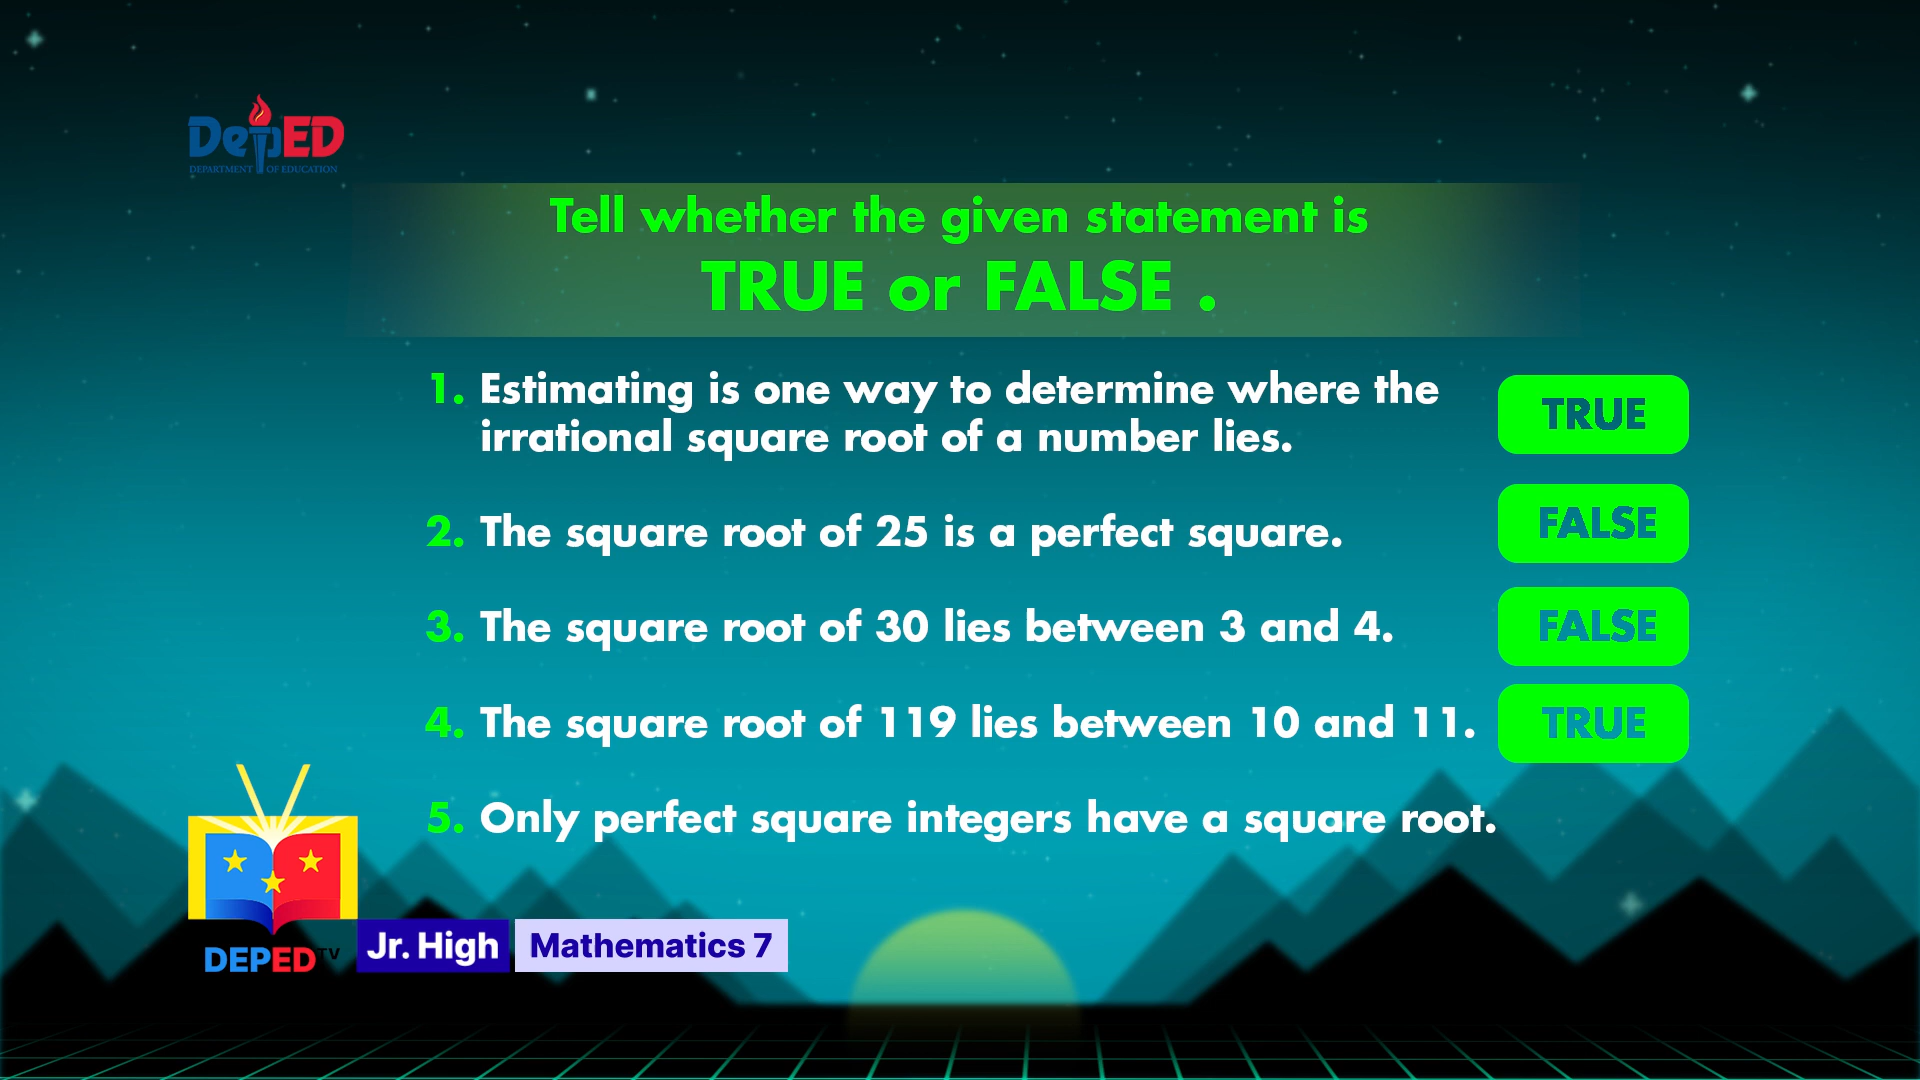 DepED
DEPARTMENT OF EDUCATION
Tell whether the given statement is
TRUE or FALSE .
1. Estimating is one way to determine where the
irrational square root of a number lies.
TRUE
2. The square root of 25 is a perfect square.
FALSE
3. The square root of 30 lies between 3 and 4.
FALSE
4. The square root of 119 lies between 10 and 11.
TRUE
5. Only perfect square integers have a square root.
DEPED TV
Jr. High
Mathematics 7